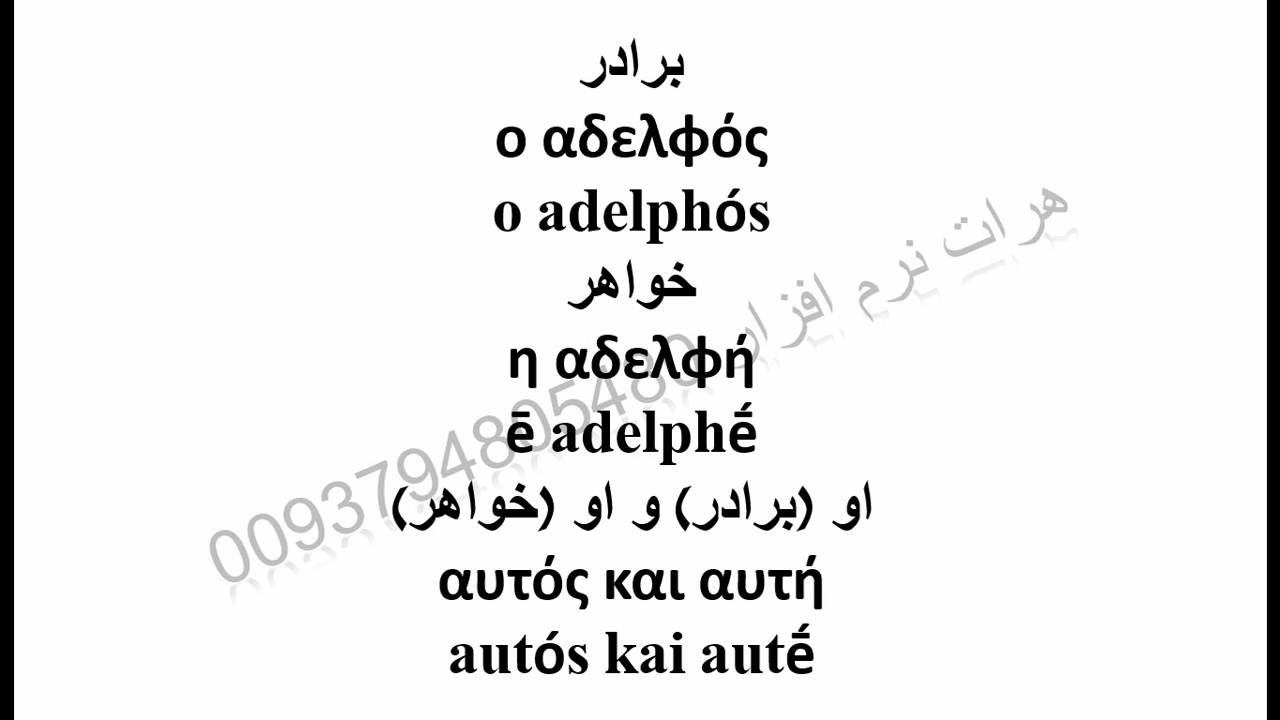 برادر
ο αδελφός
o adelphós
خواهر
η αδελφή
ē adelphḗ
او (برادر) و او (خواهر)
αυτός και αυτή
autós kai autḗ
هرات نرم افزار 0093794805480